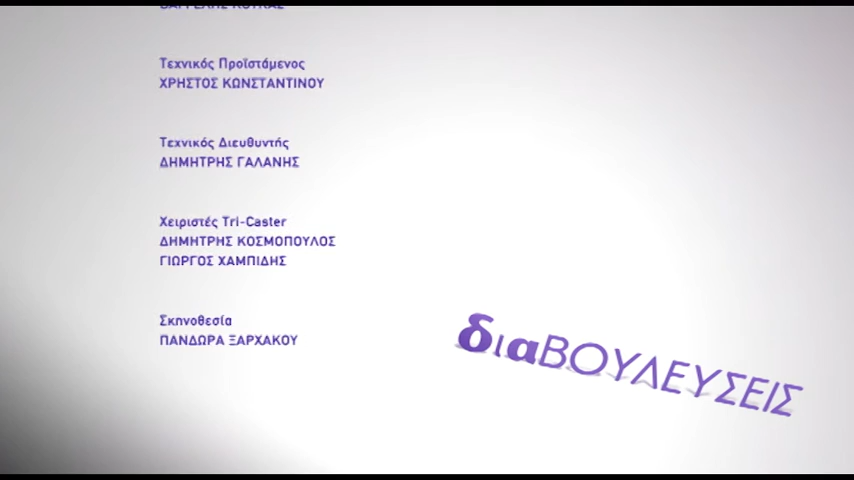 Τεχνικός Προϊστάμενος
ΧΡΗΣΤΟΣ ΚΩΝΣΤΑΝΤΙΝΟΥ
Τεχνικός Διευθυντής
ΔΗΜΗΤΡΗΣ ΓΑΛΑΝΗΣ
Χειριστές Tri-Caster
ΔΗΜΗΤΡΗΣ ΚΟΣΜΟΠΟΥΛΟΣ
ΓΙΩΡΓΟΣ ΧΑΜΠΙΔΗΣ
Σκηνοθεσία
ΠΑΝΔΩΡΑ ΞΑΡΧΑΚΟΥ
διαΒΟΥΛΕΥΣΕΙΣ